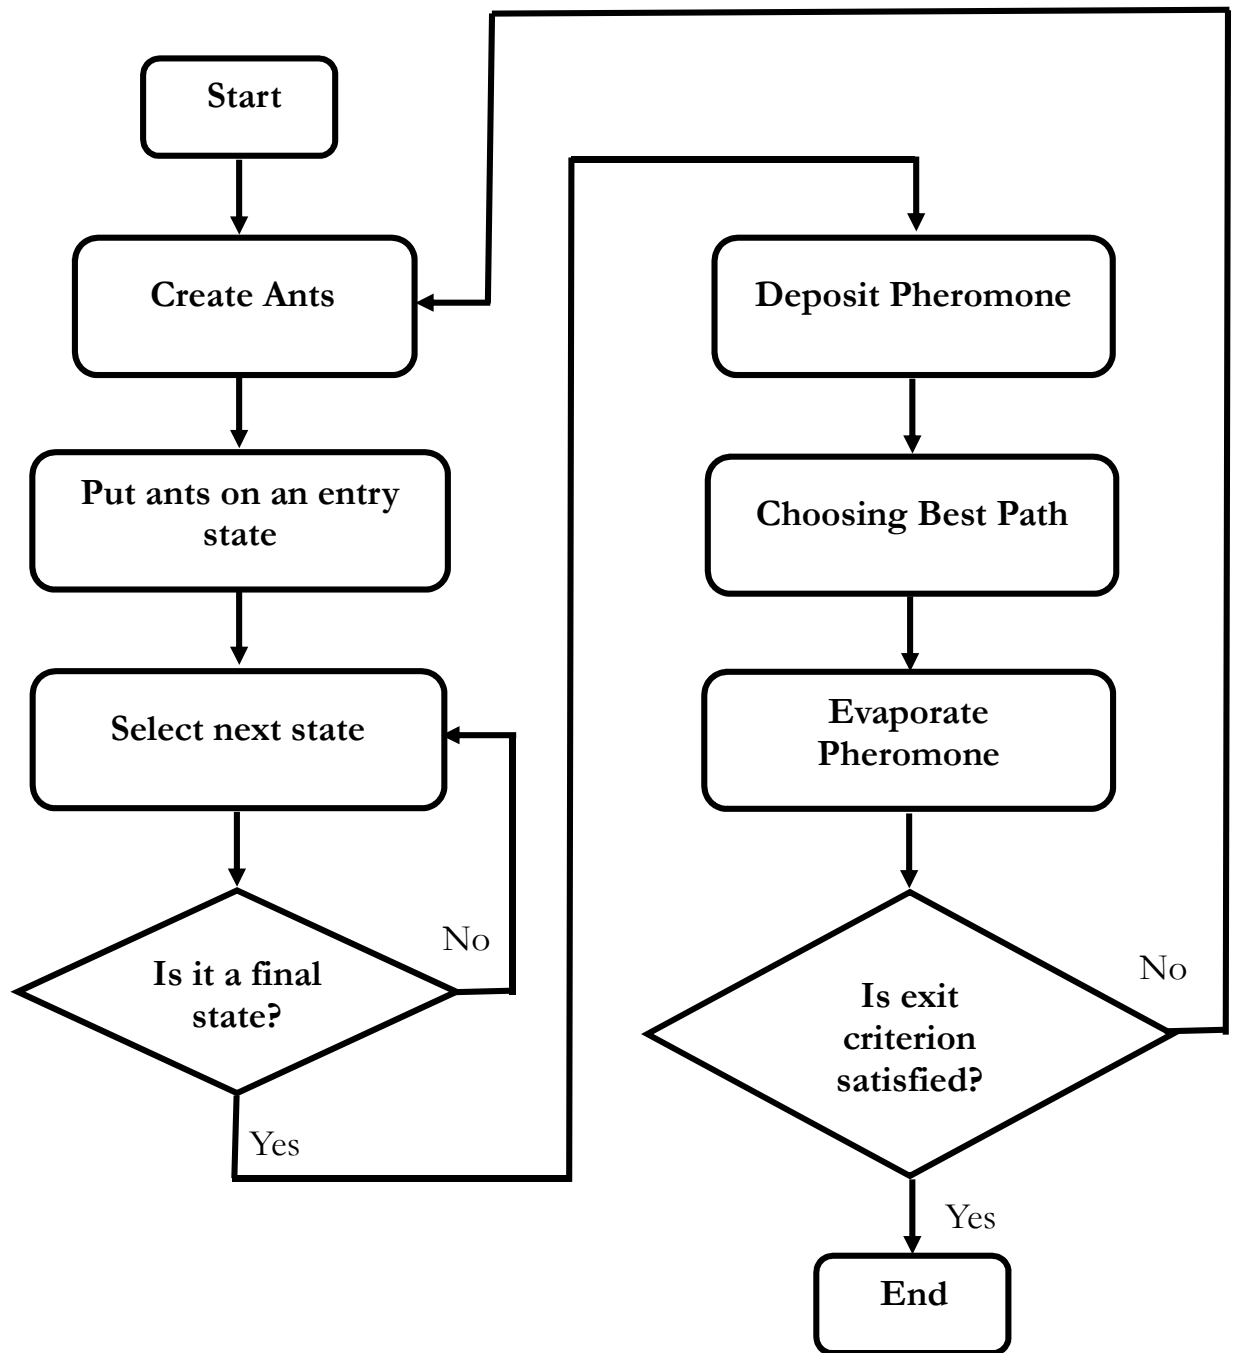 Start
Create Ants
Put ants on an entry
state
Select next state
No
Is it a final
state?
Yes
Deposit Pheromone
Choosing Best Path
Evaporate
Pheromone
No
Is exit
criterion
satisfied?
Yes
End